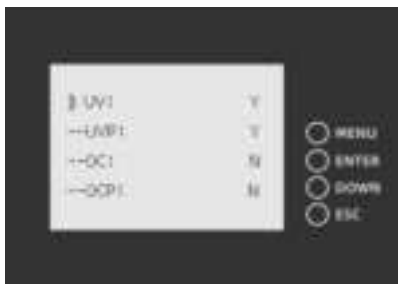 UV1 Y
--UVP1 Y
--OC1 N
--OCP1 N
MENU
ENTER
DOWN
ESC